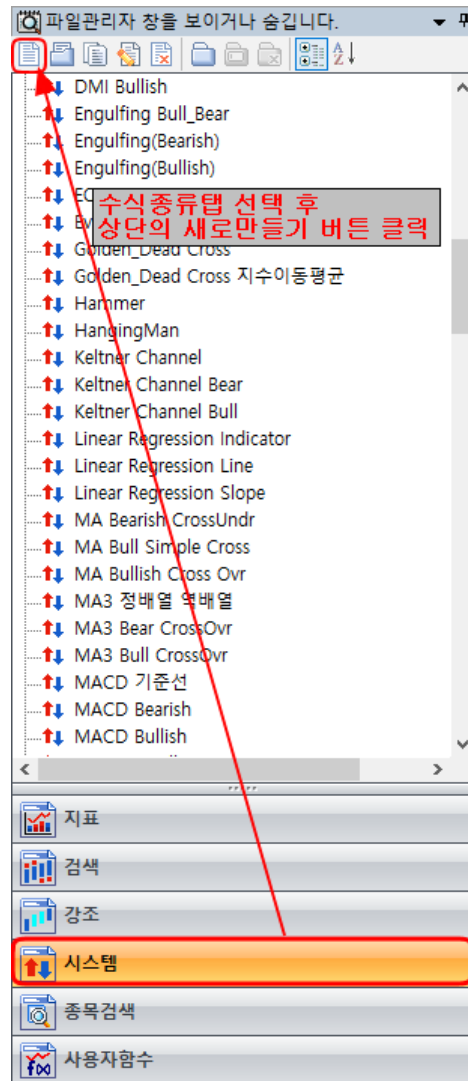 파일관리자 창을 보이거나 숨깁니다.
DMI Bullish
Engulfing Bull_Bear
Engulfing(Bearish)
Engulfing(Bullish)
수식종류탭 선택 후
상단의 새로만들기 버튼 클릭
Golden_Dead Cross
Golden_Dead Cross 지수이동평균
Hammer
HangingMan
Keltner Channel
Keltner Channel Bear
Keltner Channel Bull
Linear Regression Indicator
Linear Regression Line
Linear Regression Slope
MA Bearish CrossUndr
MA Bull Simple Cross
MA Bullish Cross Ovr
MA3 정배열 역배열
MA3 Bear CrossOvr
MA3 Bull CrossOvr
MACD 기준선
MACD Bearish
MACD Bullish
지표
검색
강조
시스템
종목검색
사용자함수